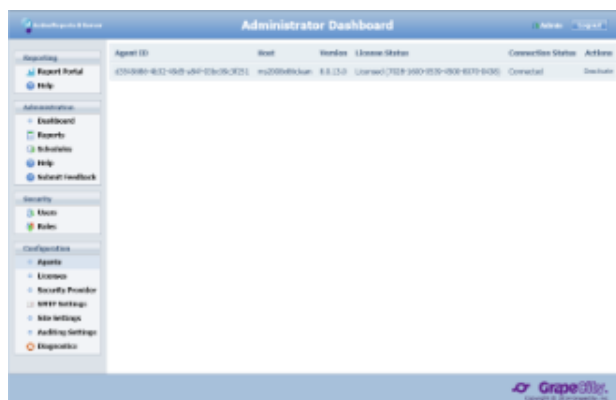 Administrator Dashboard
Admin
Logout
Reporting
Report Portal
Help
Administration
Dashboard
Reports
Schedules
Help
Submit Feedback
Security
Users
Roles
Configuration
Agents
Licenses
Security Provider
SMTP Settings
Site Settings
Auditing Settings
Diagnostics
Agent ID Host Version License Status Connection Status Actions
Licensed Connected Deactivate
GrapeCity.